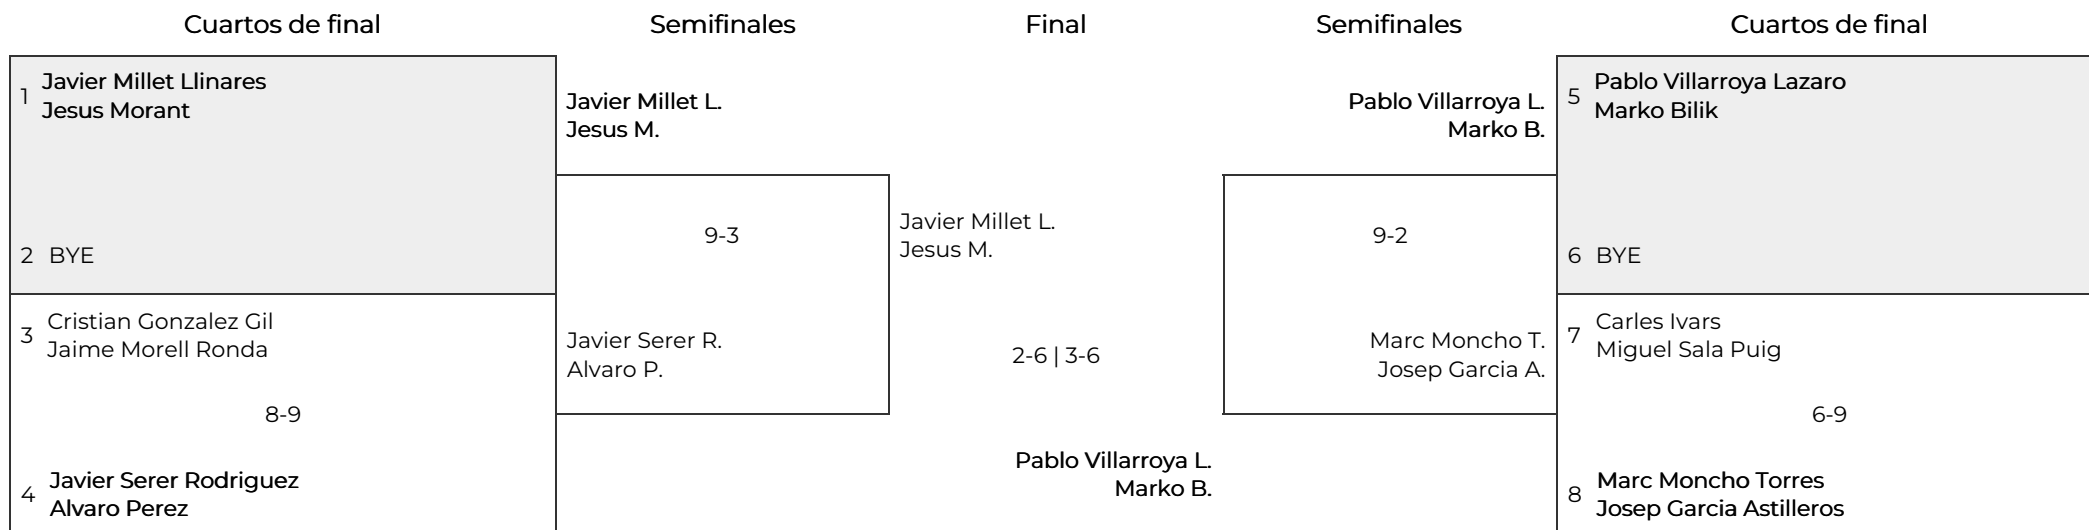 Cuartos de final
Semifinales
Final
Semifinales
Cuartos de final
1
Javier Millet Llinares
Jesus Morant
2 BYE
3
Cristian Gonzalez Gil
Jaime Morell Ronda
8-9
4
Javier Serer Rodriguez
Alvaro Perez
Javier Millet L.
Jesus M.
9-3
Javier Serer R.
Alvaro P.
Javier Millet L.
Jesus M.
2-6 | 3-6
Pablo Villarroya L.
Marko B.
Pablo Villarroya L.
Marko B.
9-2
Marc Moncho T.
Josep Garcia A.
5
Pablo Villarroya Lazaro
Marko Bilik
6 BYE
7
Carles Ivars
Miguel Sala Puig
6-9
8
Marc Moncho Torres
Josep Garcia Astilleros